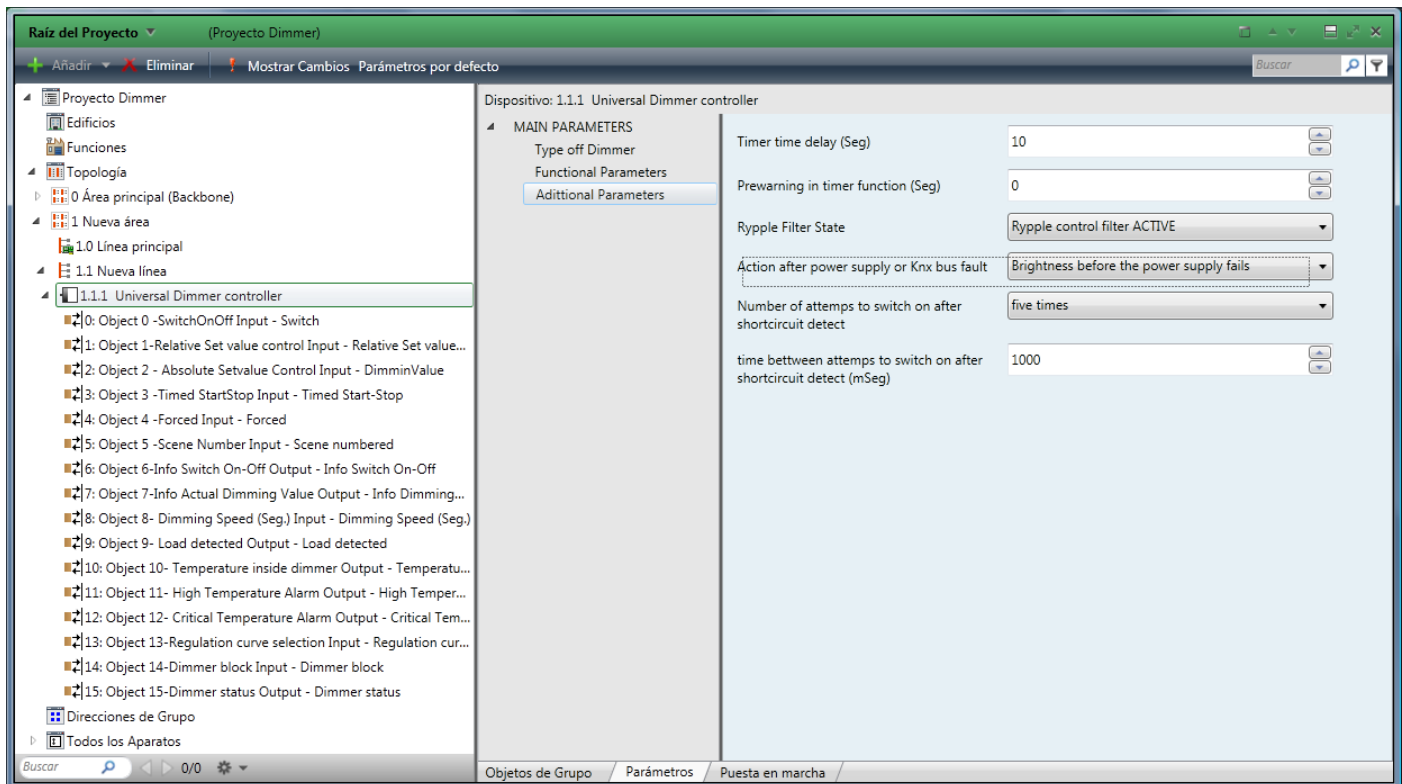 Raíz del Proyecto (Proyecto Dimmer)
Añadir Eliminar Mostrar Cambios Parámetros por defecto Buscar
Proyecto Dimmer
Edificios
Funciones
Topología
0 Área principal (Backbone)
1 Nueva área
1.0 Línea principal
1.1 Nueva línea
1.1.1 Universal Dimmer controller
0: Object 0 -SwitchOnOff Input - Switch
1: Object 1-Relative Set value control Input - Relative Set value...
2: Object 2 - Absolute Setvalue Control Input - DimminValue
3: Object 3 -Timed StartStop Input - Timed Start-Stop
4: Object 4 -Forced Input - Forced
5: Object 5 -Scene Number Input - Scene numbered
6: Object 6-Info Switch On-Off Output - Info Switch On-Off
7: Object 7-Info Actual Dimming Value Output - Info Dimming...
8: Object 8- Dimming Speed (Seg.) Input - Dimming Speed (Seg.)
9: Object 9- Load detected Output - Load detected
10: Object 10- Temperature inside dimmer Output - Temperatu...
11: Object 11- High Temperature Alarm Output - High Temper...
12: Object 12- Critical Temperature Alarm Output - Critical Tem...
13: Object 13-Regulation curve selection Input - Regulation cur...
14: Object 14-Dimmer block Input - Dimmer block
15: Object 15-Dimmer status Output - Dimmer status
Direcciones de Grupo
Todos los Aparatos
Buscar 0/0
Dispositivo: 1.1.1 Universal Dimmer controller
MAIN PARAMETERS
Type off Dimmer
Functional Parameters
Adittional Parameters
Timer time delay (Seg) 10
Prewarning in timer function (Seg) 0
Rypple Filter State Rypple control filter ACTIVE
Action after power supply or Knx bus fault Brightness before the power supply fails
Number of attemps to switch on after five times
shortcircuit detect
time bettween attemps to switch on after 1000
shortcircuit detect (mSeg)
Objetos de Grupo Parámetros Puesta en marcha